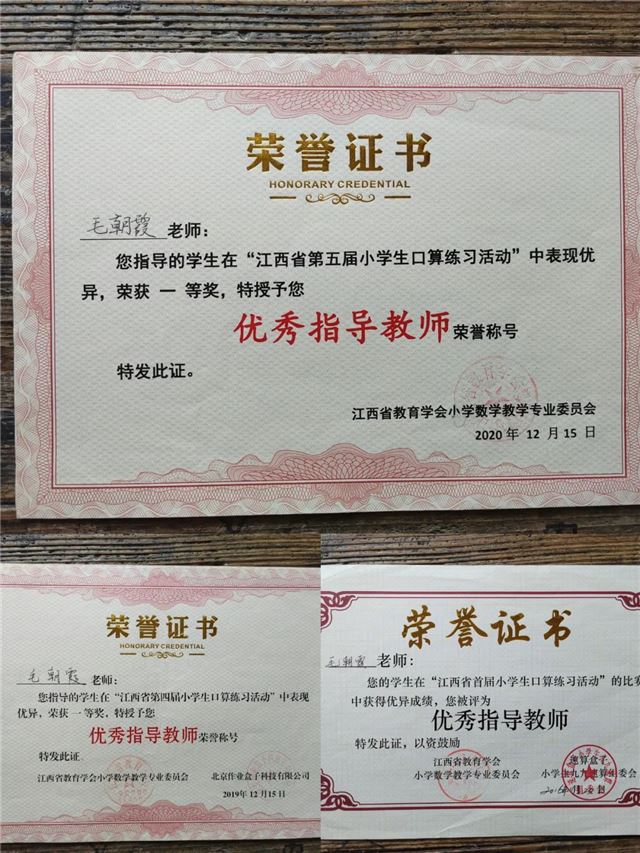 荣誉证书
HONORARY CREDENTIAL
毛朝霞 老师：
您指导的学生在“江西省第五届小学生口算练习活动”中表现优
异，荣获 一 等奖，特授予您
优秀指导教师荣誉称号
特发此证。
江西省教育学会小学数学教学专业委员会
2020 年 12 月 15 日
荣誉证书
HONORARY CREDENTIAL
毛朝霞 老师：
您指导的学生在“江西省第四届小学生口算练习活动”中表现
优异，荣获 一 等奖，特授予您
优秀指导教师荣誉称号
特发此证。
江西省教育学会小学数学教学专业委员会 北京作业盒子科技有限公司
2019年12月15日
荣誉证书
毛朝霞 老师：
您的学生在“江西省首届小学生口算练习活动”的比赛
中获得优异成绩，您被评为
优秀指导教师
特发此证，以资鼓励
江西省教育学会 速算盒子
小学数学教学专业委员会